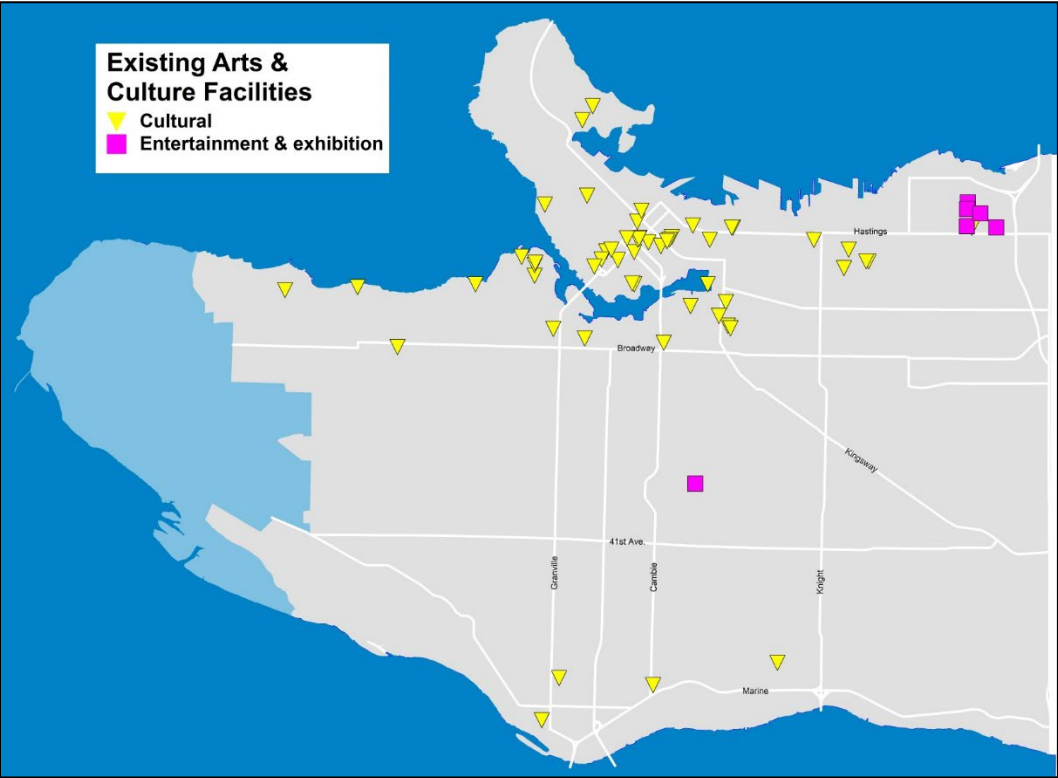 Existing Arts &
Culture Facilities
Cultural
Entertainment & exhibition
Hastings
Broadway
Kingsway
41st Ave.
Granville
Cambie
Knight
Marine